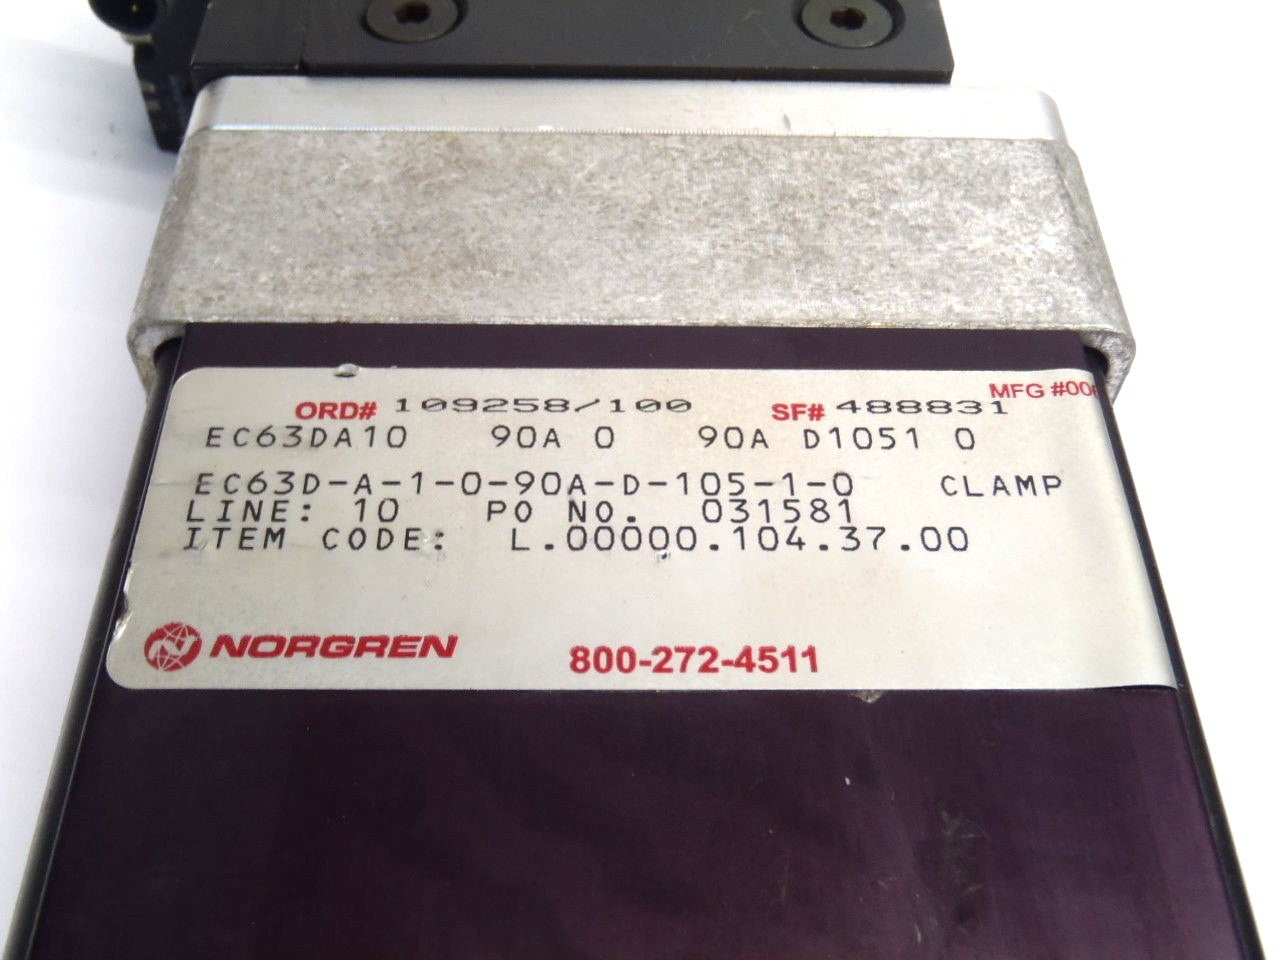 MFG #00
ORD# 109258/100 SF# 488831
EC63DA10 90A 0 90A D1051 0
EC63D-A-1-0-90A-D-105-1-0 CLAMP
LINE: 10 PO NO. 031581
ITEM CODE: L.00000.104.37.00
NORGREN 800-272-4511